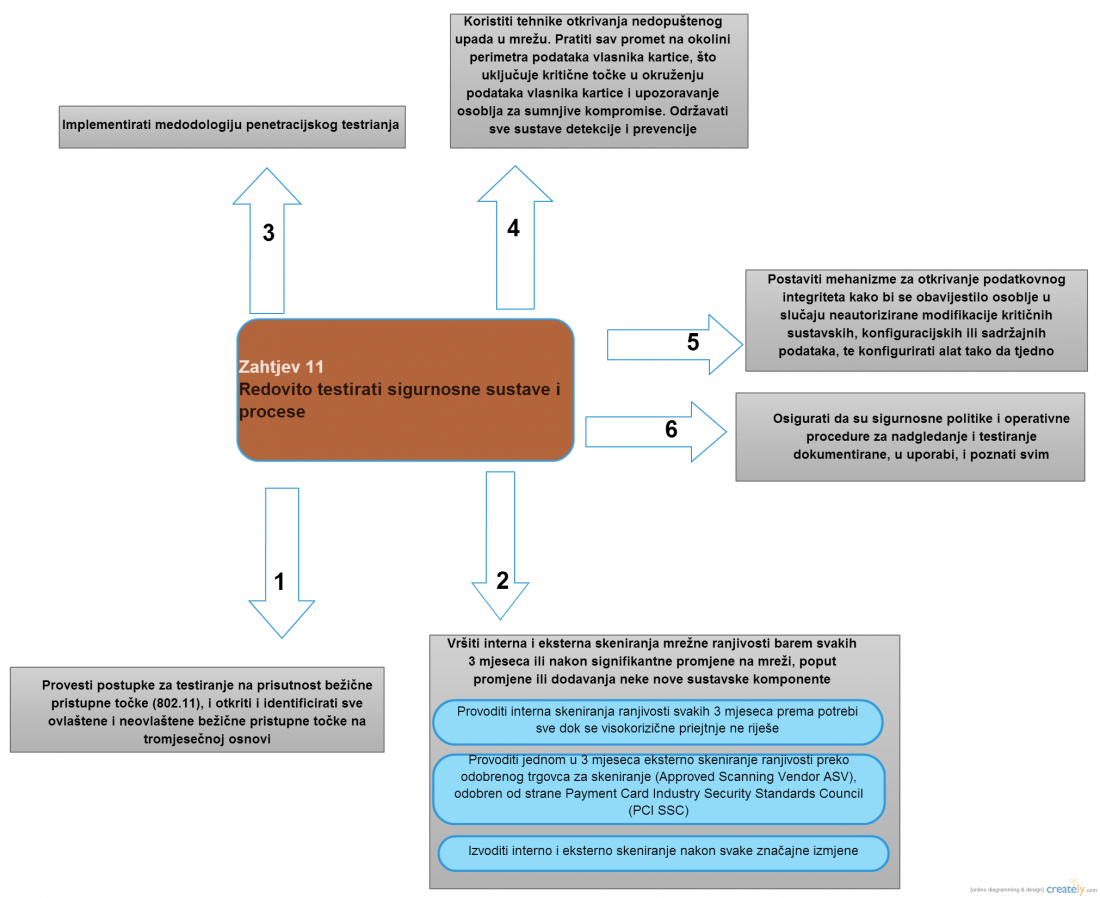 Koristiti tehnike otkrivanja nedopuštenog
upada u mrežu. Pratiti sav promet na okolini
perimetra podataka vlasnika kartice, što
uključuje kritične točke u okruženju
podataka vlasnika kartice i upozoravanje
osoblja za sumnjive kompromise. Održavati
sve sustave detekcije i prevencije
Implementirati medodologiju penetracijskog testrianja
3
4
Postaviti mehanizme za otkrivanje podatkovnog
integriteta kako bi se obavijestilo osoblje u
slučaju neautorizirane modifikacije kritičnih
sustavskih, konfiguracijskih ili sadržajnih
podataka, te konfigurirati alat tako da tjedno
5
Zahtjev 11
Redovito testirati sigurnosne sustave i
procese
6
Osigurati da su sigurnosne politike i operativne
procedure za nadgledanje i testiranje
dokumentirane, u uporabi, i poznati svim
1
2
Provesti postupke za testiranje na prisutnost bežične
pristupne točke (802.11), i otkriti i identificirati sve
ovlaštene i neovlaštene bežične pristupne točke na
tromjesečnoj osnovi
Vršiti interna i eksterna skeniranja mrežne ranjivosti barem svakih
3 mjeseca ili nakon signifikantne promjene na mreži, poput
promjene ili dodavanja neke nove sustavske komponente
Provoditi interna skeniranja ranjivosti svakih 3 mjeseca prema potrebi
sve dok se visokorizične priejtnje ne riješe
Provoditi jednom u 3 mjeseca eksterno skeniranje ranjivosti preko
odobrenog trgovca za skeniranje (Approved Scanning Vendor ASV),
odobren od strane Payment Card Industry Security Standards Council
(PCI SSC)
Izvoditi interno i eksterno skeniranje nakon svake značajne izmjene
[online diagramming & design] creately.com